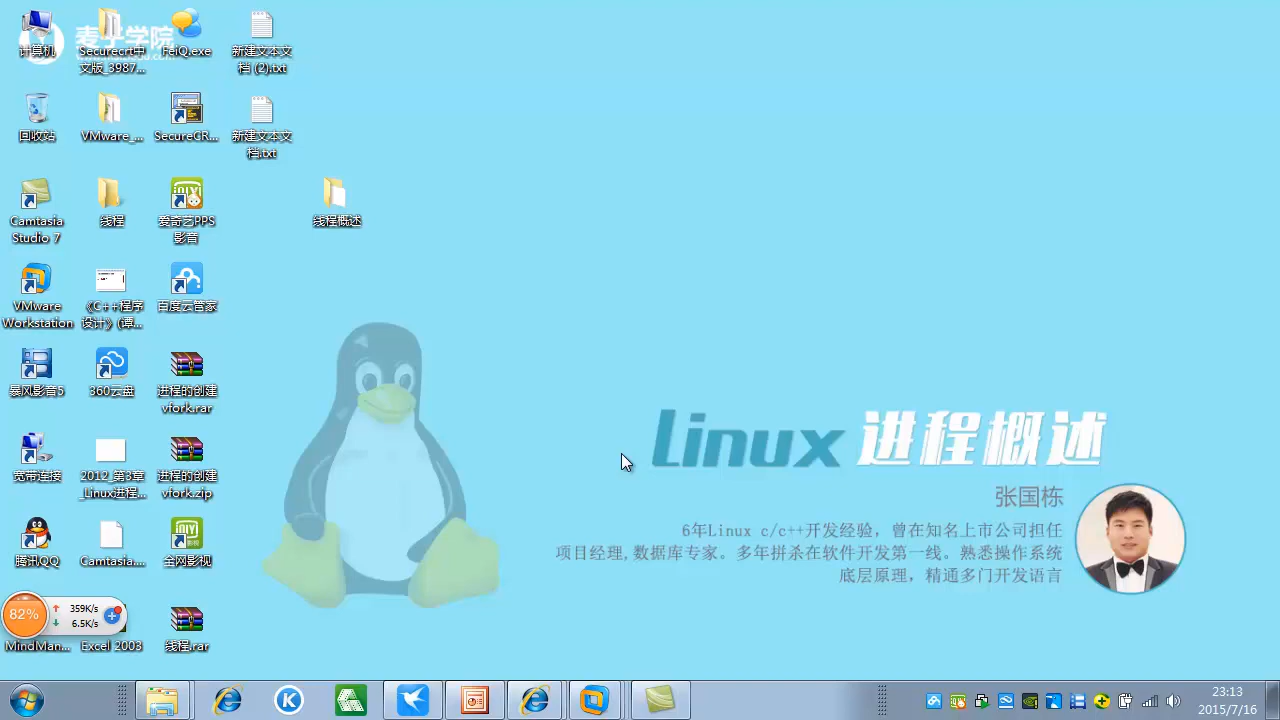 麦子学院
计算机
Securecrt中
文版_3987...
FeiQ.exe
新建文本文
档 (2).txt
回收站
VMware_...
SecureCR...
新建文本文
档.txt
Camtasia
Studio 7
线程
爱奇艺PPS
影音
线程概述
VMware
Workstation
《C++程序
设计》(谭...
百度云管家
暴风影音5
360云盘
进程的创建
vfork.rar
宽带连接
2012_第3章
_Linux进程...
进程的创建
vfork.zip
腾讯QQ
Camtasia....
全网影视
82%
359K/s
6.5K/s
MindMan...
Excel 2003
线程.rar
Linux 进程概述
张国栋
6年Linux c/c++开发经验，曾在知名上市公司担任
项目经理,数据库专家。多年拼杀在软件开发第一线。熟悉操作系统
底层原理，精通多门开发语言
23:13
2015/7/16